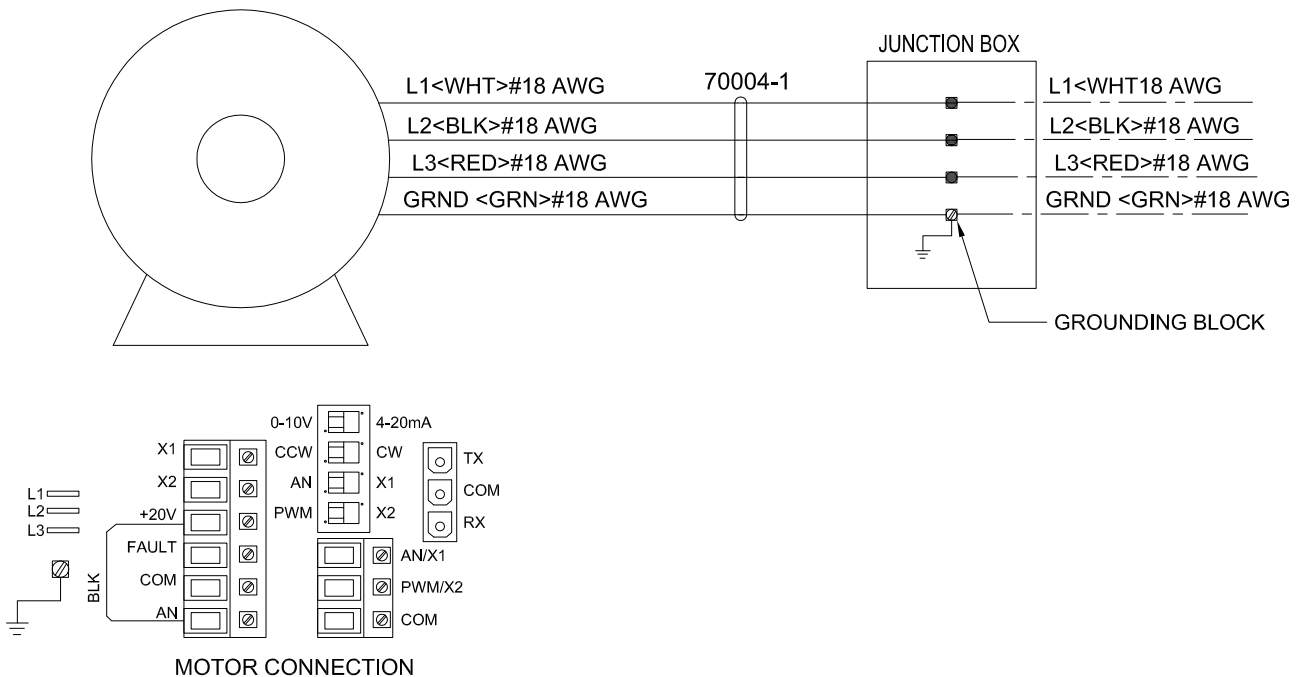 JUNCTION BOX
70004-1
L1<WHT>#18 AWG
L1<WHT18 AWG
L2<BLK>#18 AWG
L2<BLK>#18 AWG
L3<RED>#18 AWG
L3<RED>#18 AWG
GRND <GRN>#18 AWG
GRND <GRN>#18 AWG
GROUNDING BLOCK
L1
L2
L3
BLK
X1
X2
+20V
FAULT
COM
AN
0-10V 4-20mA
CCW CW
AN X1
PWM X2
TX
COM
RX
AN/X1
PWM/X2
COM
MOTOR CONNECTION